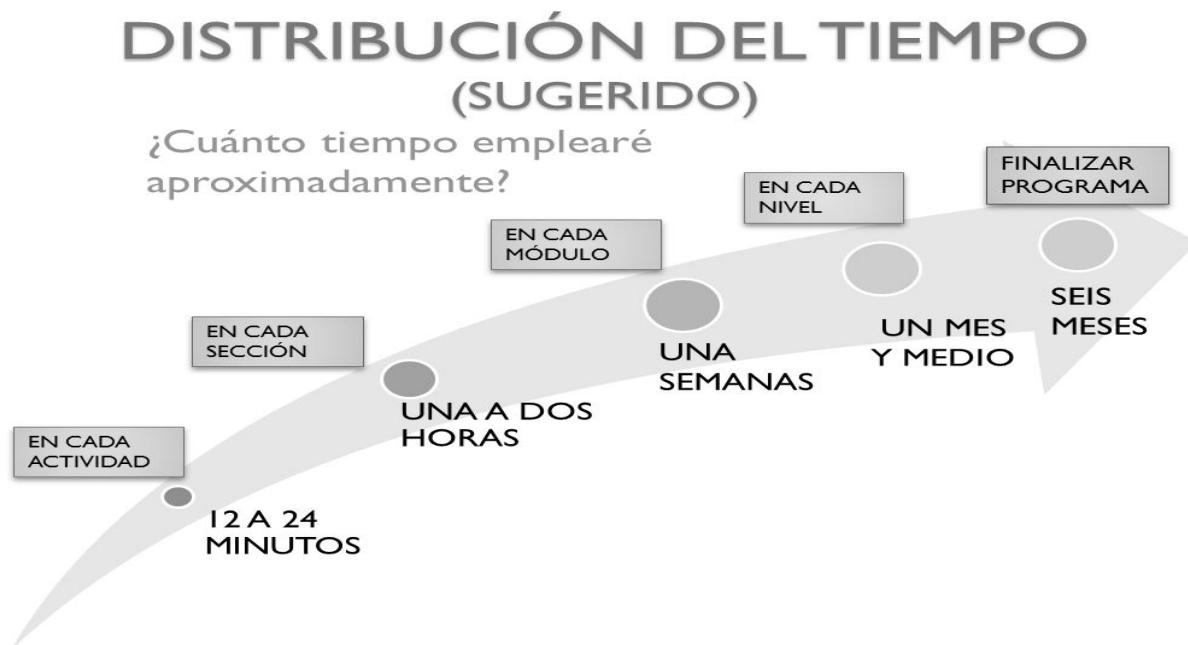 DISTRIBUCIÓN DEL TIEMPO
(SUGERIDO)
¿Cuánto tiempo emplearé
aproximadamente?
EN CADA
ACTIVIDAD
12 A 24
MINUTOS
EN CADA
SECCIÓN
UNA A DOS
HORAS
EN CADA
MÓDULO
UNA
SEMANAS
EN CADA
NIVEL
UN MES
Y MEDIO
FINALIZAR
PROGRAMA
SEIS
MESES